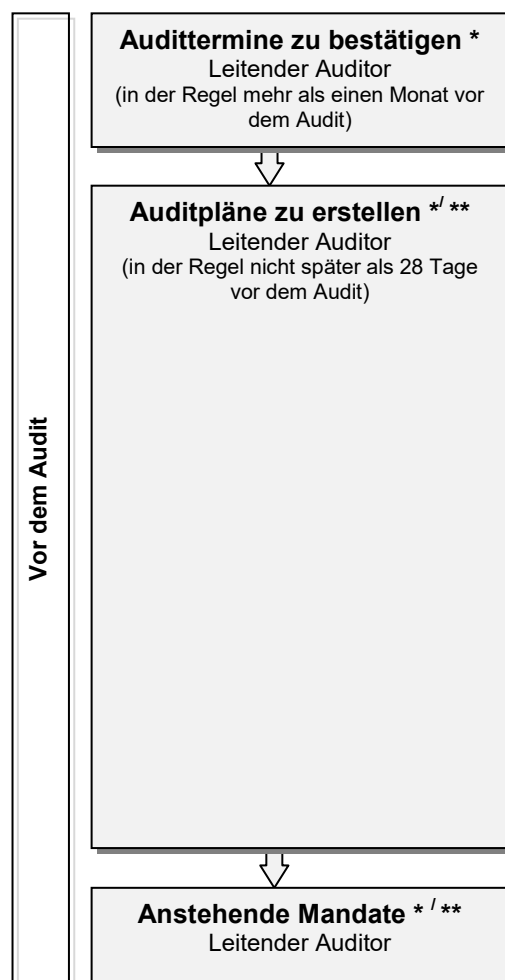 Vor dem Audit
Audittermine zu bestätigen *
Leitender Auditor
(in der Regel mehr als einen Monat vor
dem Audit)
Auditpläne zu erstellen */ **
Leitender Auditor
(in der Regel nicht später als 28 Tage
vor dem Audit)
Anstehende Mandate * / **
Leitender Auditor